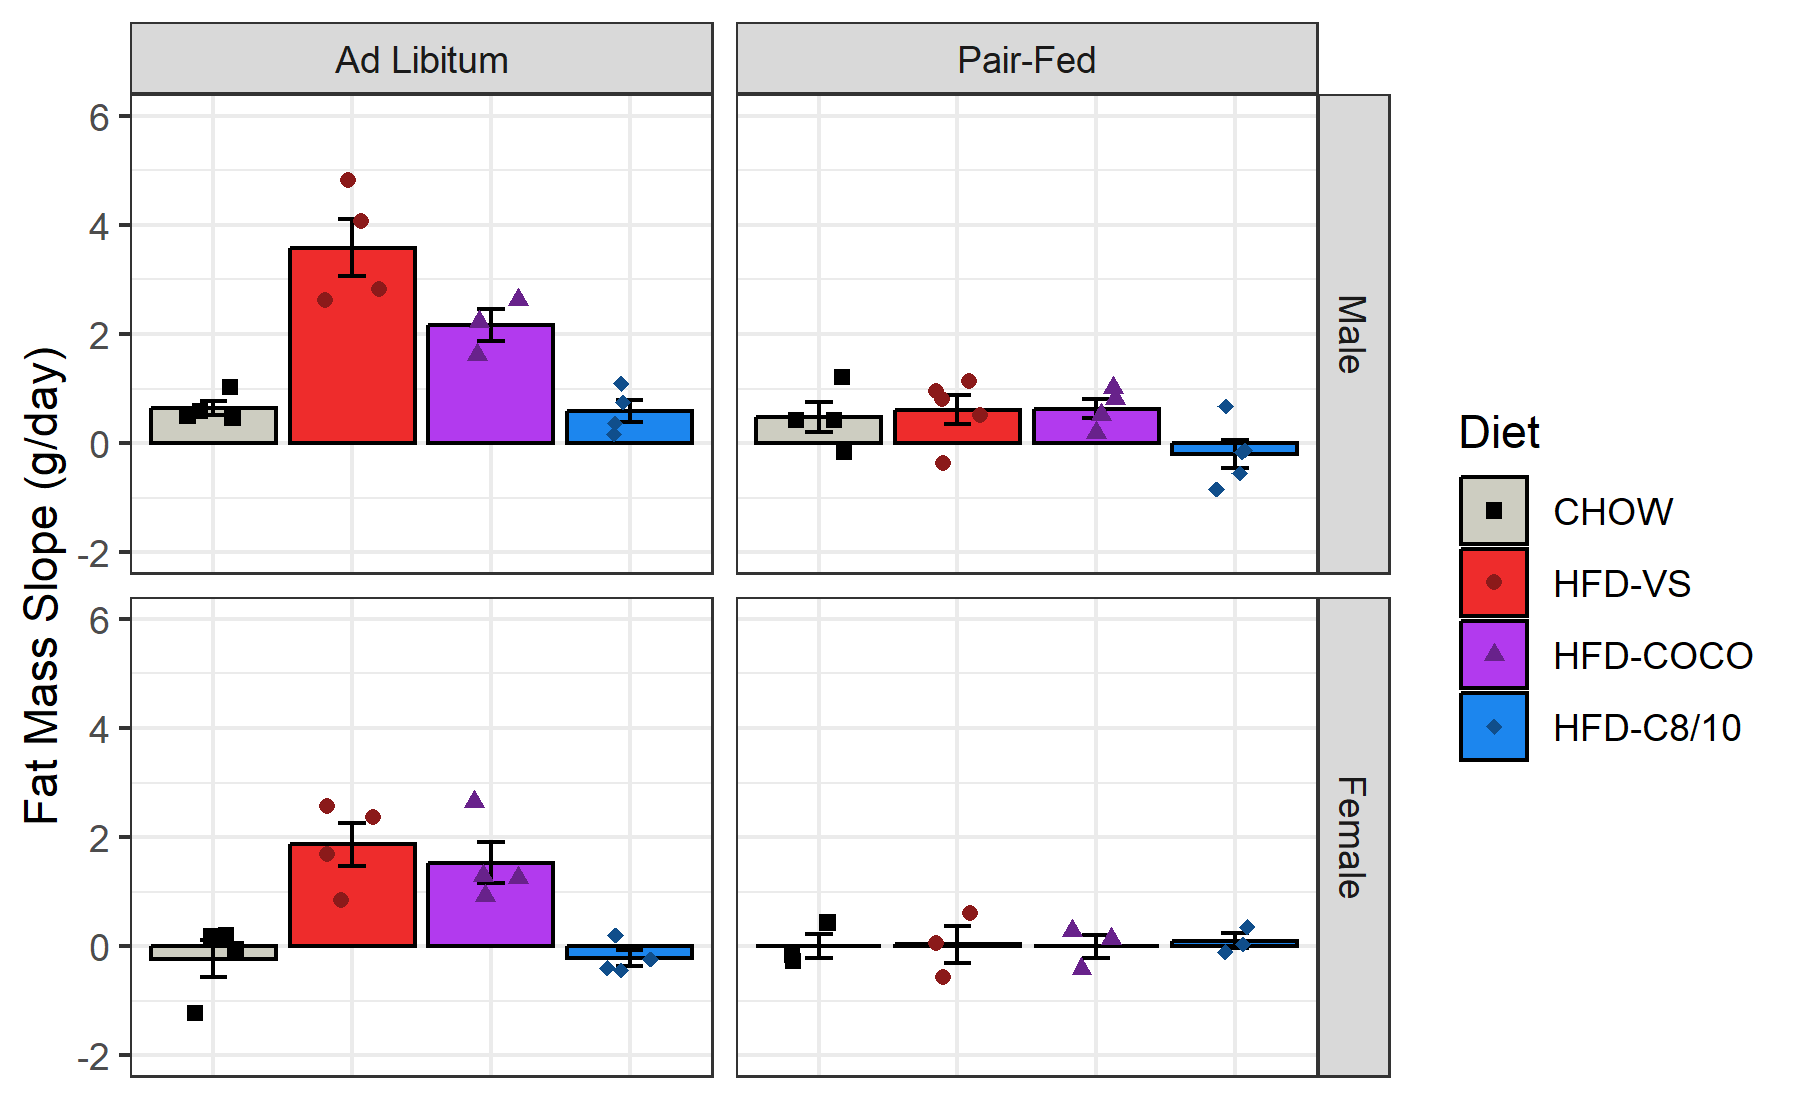 Ad Libitum
Pair-Fed
Fat Mass Slope (g/day)
6
4
2
0
-2
Male
6
4
2
0
-2
Female
Diet
CHOW
HFD-VS
HFD-COCO
HFD-C8/10